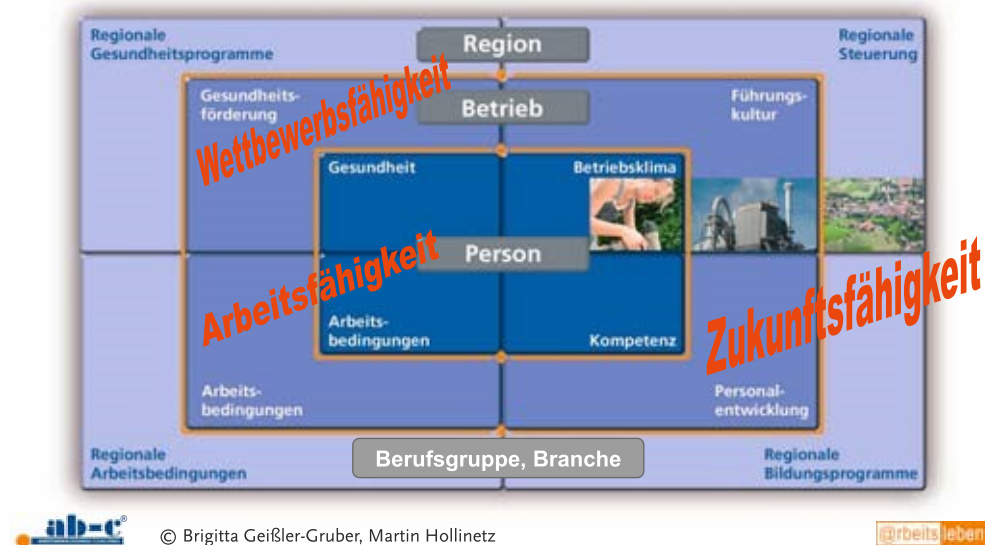 Regionale
Gesundheitsprogramme
Region
Regionale
Steuerung
Gesundheits-
förderung
Wettbewerbsfähigkeit
Betrieb
Führungs-
kultur
Gesundheit
Betriebsklima
Arbeitsfähigkeit
Person
Zukunftsfähigkeit
Arbeits-
bedingungen
Kompetenz
Arbeits-
bedingungen
Personal-
entwicklung
Regionale
Arbeitsbedingungen
Berufsgruppe, Branche
Regionale
Bildungsprogramme
ab-c®
© Brigitta Geißler-Gruber, Martin Hollinetz
@rbeitsleben